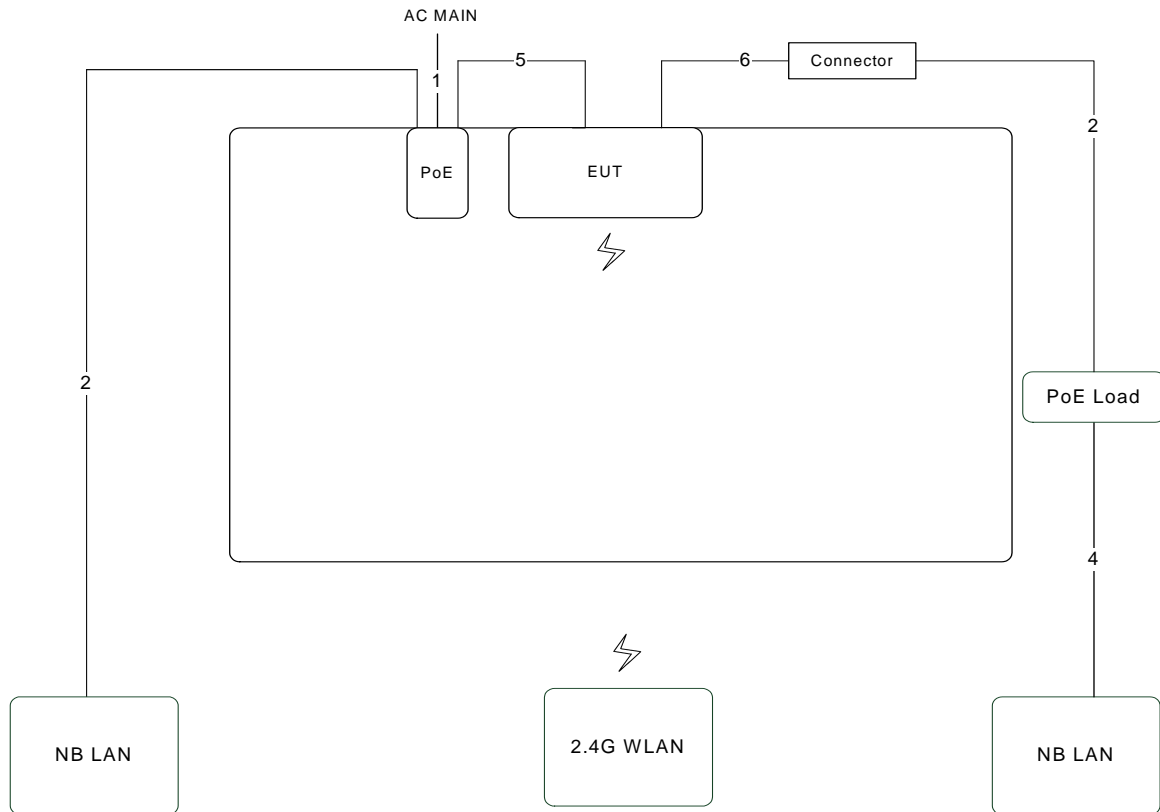 AC MAIN
5
6
Connector
1
2
PoE
EUT
2
PoE Load
4
NB LAN
2.4G WLAN
NB LAN